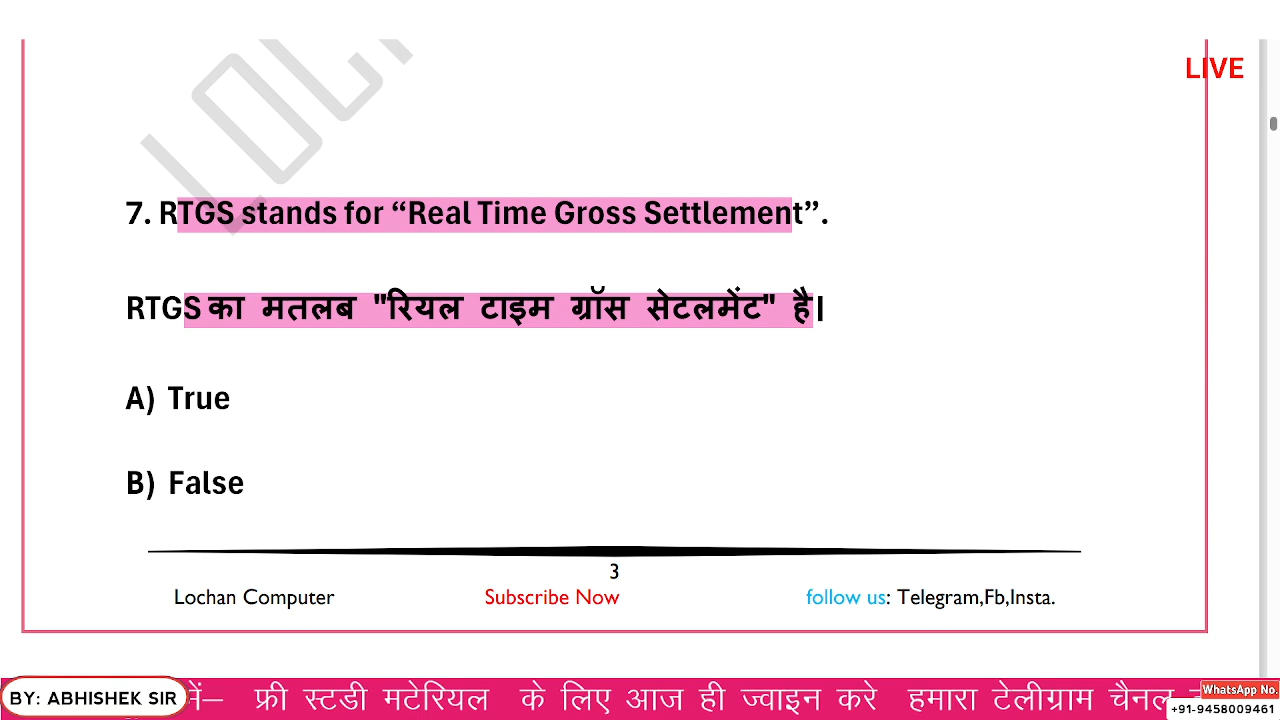 LIVE
7. RTGS stands for “Real Time Gross Settlement”.
RTGS का मतलब "रियल टाइम ग्रॉस सेटलमेंट" है।
A) True
B) False
3
Lochan Computer Subscribe Now follow us: Telegram,Fb,Insta.
BY: ABHISHEK SIR में– फ्री स्टडी मटेरियल के लिए आज ही ज्वाइन करे हमारा टेलीग्राम चैनल WhatsApp No.
+91-9458009461